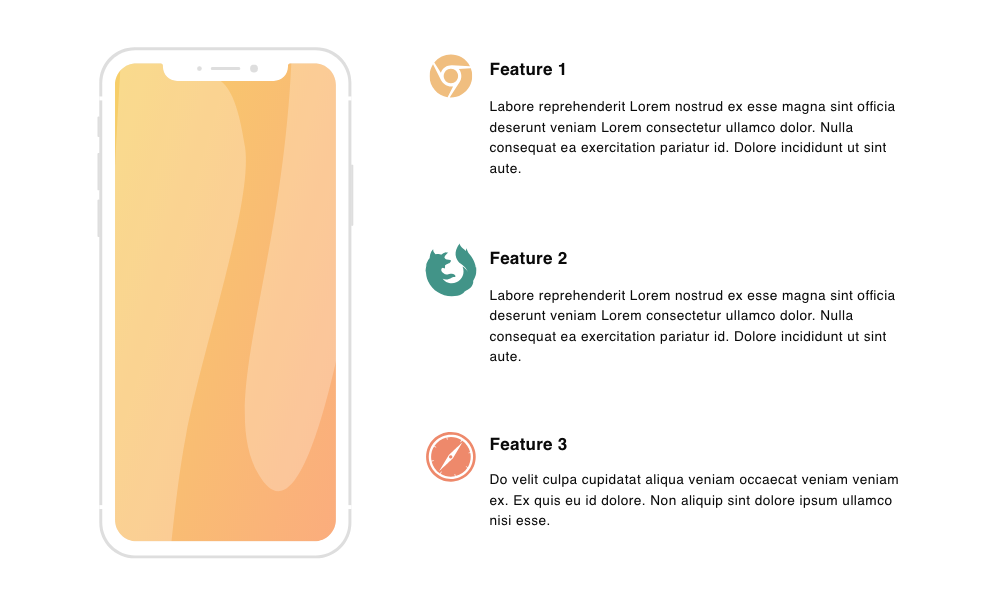 Feature 1
Labore reprehenderit Lorem nostrud ex esse magna sint officia
deserunt veniam Lorem consectetur ullamco dolor. Nulla
consequat ea exercitation pariatur id. Dolore incididunt ut sint
aute.
Feature 2
Labore reprehenderit Lorem nostrud ex esse magna sint officia
deserunt veniam Lorem consectetur ullamco dolor. Nulla
consequat ea exercitation pariatur id. Dolore incididunt ut sint
aute.
Feature 3
Do velit culpa cupidatat aliqua veniam occaecat veniam veniam
ex. Ex quis eu id dolore. Non aliquip sint dolore ipsum ullamco
nisi esse.